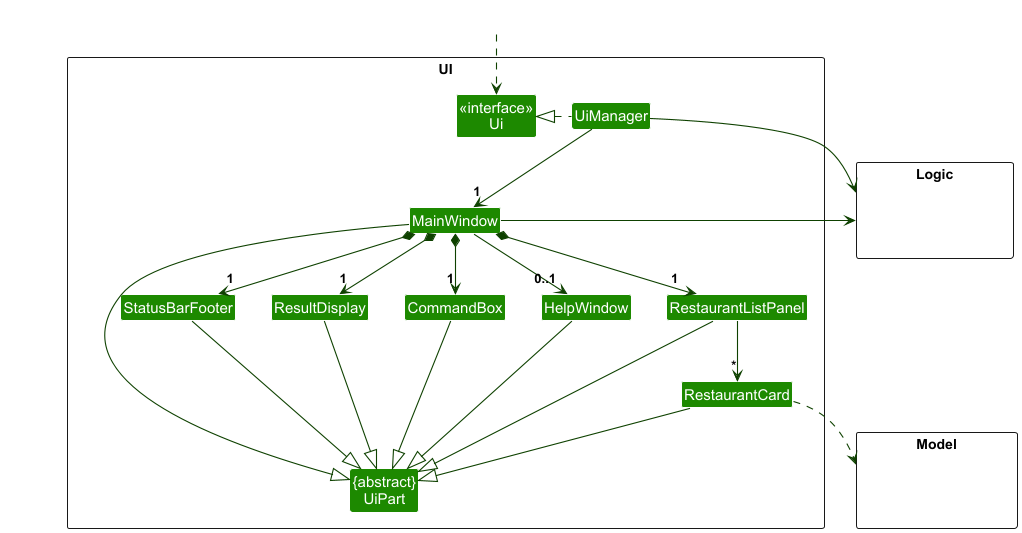 UI
«interface»
Ui
UiManager
Logic
1
MainWindow
1
1
1
0..1
1
StatusBarFooter
ResultDisplay
CommandBox
HelpWindow
RestaurantListPanel
*
RestaurantCard
Model
{abstract}
UiPart